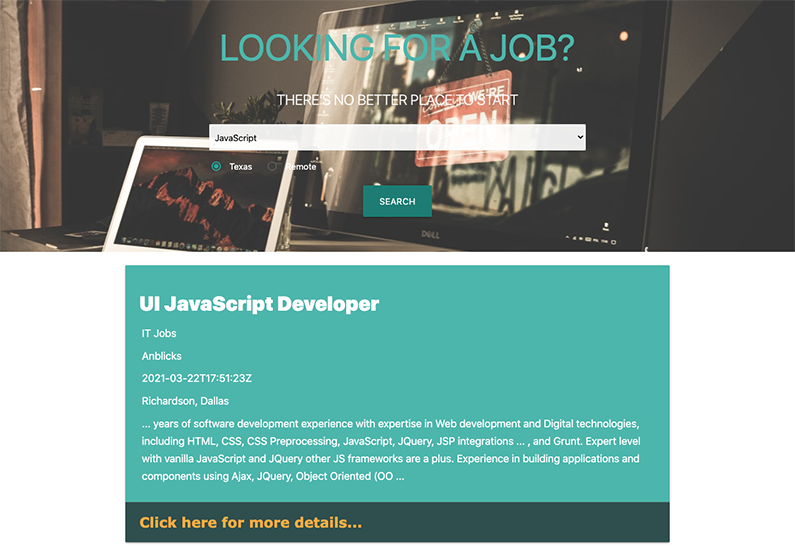 LOOKING FOR A JOB?
THERE'S NO BETTER PLACE TO START
WE'RE
OPEN
JavaScript
Texas Remote
SEARCH
DELL
UI JavaScript Developer
IT Jobs
Anblicks
2021-03-22T17:51:23Z
Richardson, Dallas
... years of software development experience with expertise in Web development and Digital technologies,
including HTML, CSS, CSS Preprocessing, JavaScript, JQuery, JSP integrations ... , and Grunt. Expert level
with vanilla JavaScript and JQuery other JS frameworks are a plus. Experience in building applications and
components using Ajax, JQuery, Object Oriented (OO ...
Click here for more details...